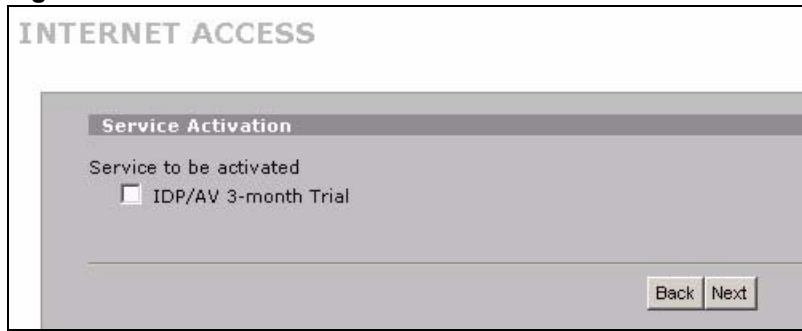 INTERNET ACCESS
Service Activation
Service to be activated
IDP/AV 3-month Trial
Back Next